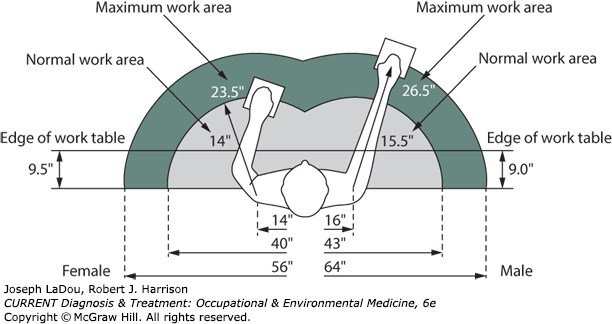 Maximum work area Maximum work area
Normal work area Normal work area
23.5" 26.5"
14" 15.5"
Edge of work table Edge of work table
9.5" 9.0"
14" 16"
40" 43"
Female 56" 64" Male
Joseph LaDou, Robert J. Harrison
CURRENT Diagnosis & Treatment: Occupational & Environmental Medicine, 6e
Copyright © McGraw Hill. All rights reserved.